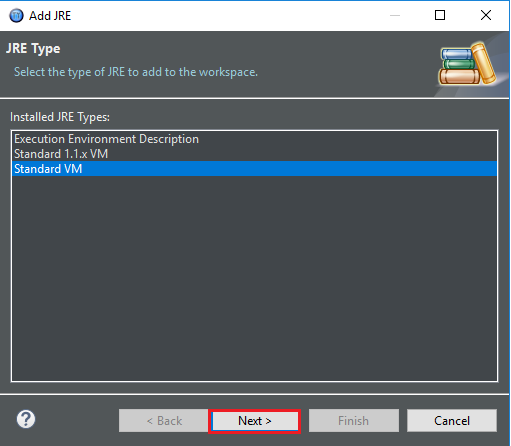 Add JRE
JRE Type
Select the type of JRE to add to the workspace.
Installed JRE Types:
Execution Environment Description
Standard 1.1.x VM
Standard VM
?
< Back
Next >
Finish
Cancel